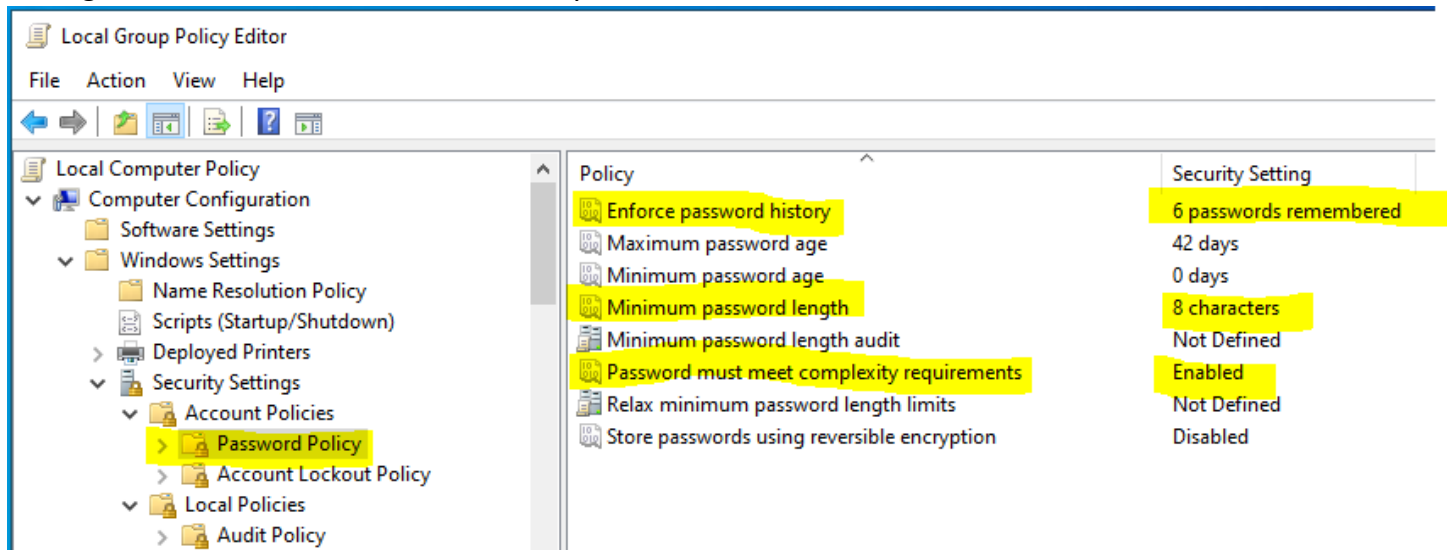 Local Group Policy Editor
File Action View Help
Local Computer Policy
Computer Configuration
Software Settings
Windows Settings
Name Resolution Policy
Scripts (Startup/Shutdown)
Deployed Printers
Security Settings
Account Policies
Password Policy
Account Lockout Policy
Local Policies
Audit Policy
Policy Security Setting
Enforce password history 6 passwords remembered
Maximum password age 42 days
Minimum password age 0 days
Minimum password length 8 characters
Minimum password length audit Not Defined
Password must meet complexity requirements Enabled
Relax minimum password length limits Not Defined
Store passwords using reversible encryption Disabled